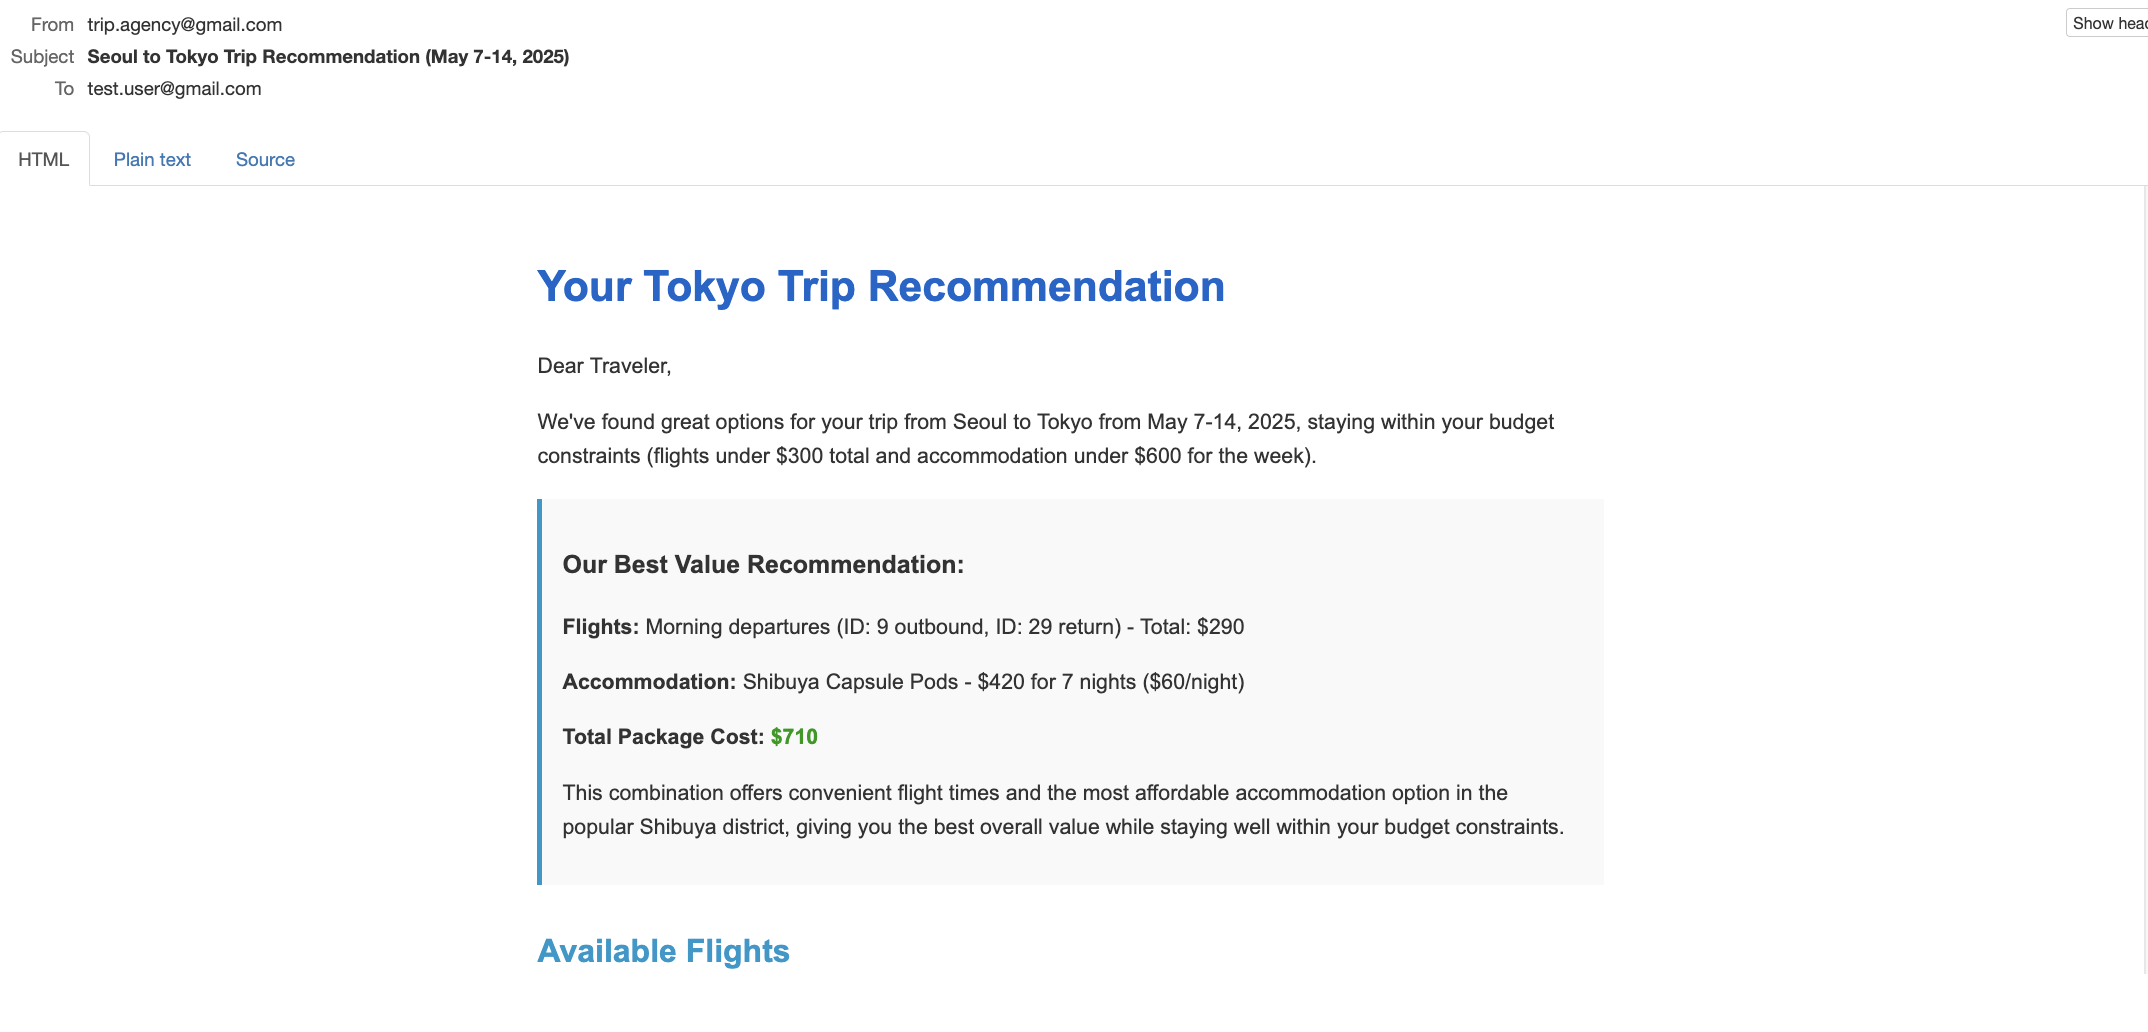 From trip.agency@gmail.com
Show head
Subject Seoul to Tokyo Trip Recommendation (May 7-14, 2025)
To test.user@gmail.com
HTML Plain text Source
Your Tokyo Trip Recommendation
Dear Traveler,
We've found great options for your trip from Seoul to Tokyo from May 7-14, 2025, staying within your budget
constraints (flights under $300 total and accommodation under $600 for the week).
Our Best Value Recommendation:
Flights: Morning departures (ID: 9 outbound, ID: 29 return) - Total: $290
Accommodation: Shibuya Capsule Pods - $420 for 7 nights ($60/night)
Total Package Cost: $710
This combination offers convenient flight times and the most affordable accommodation option in the
popular Shibuya district, giving you the best overall value while staying well within your budget constraints.
Available Flights